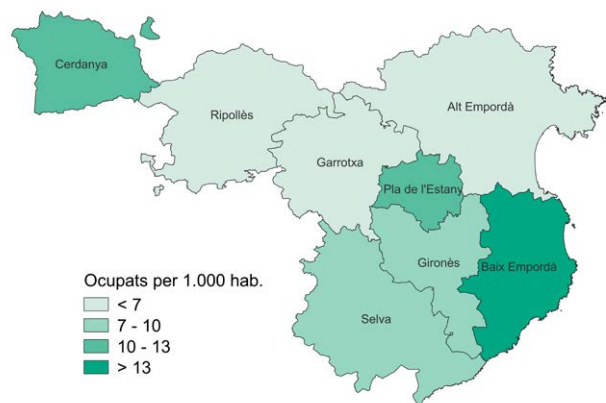 Cerdanya
Ripollès
Alt Empordà
Garrotxa
Pla de l'Estany
Gironès
Baix Empordà
Selva
Ocupats per 1.000 hab.
< 7
7 - 10
10 - 13
> 13